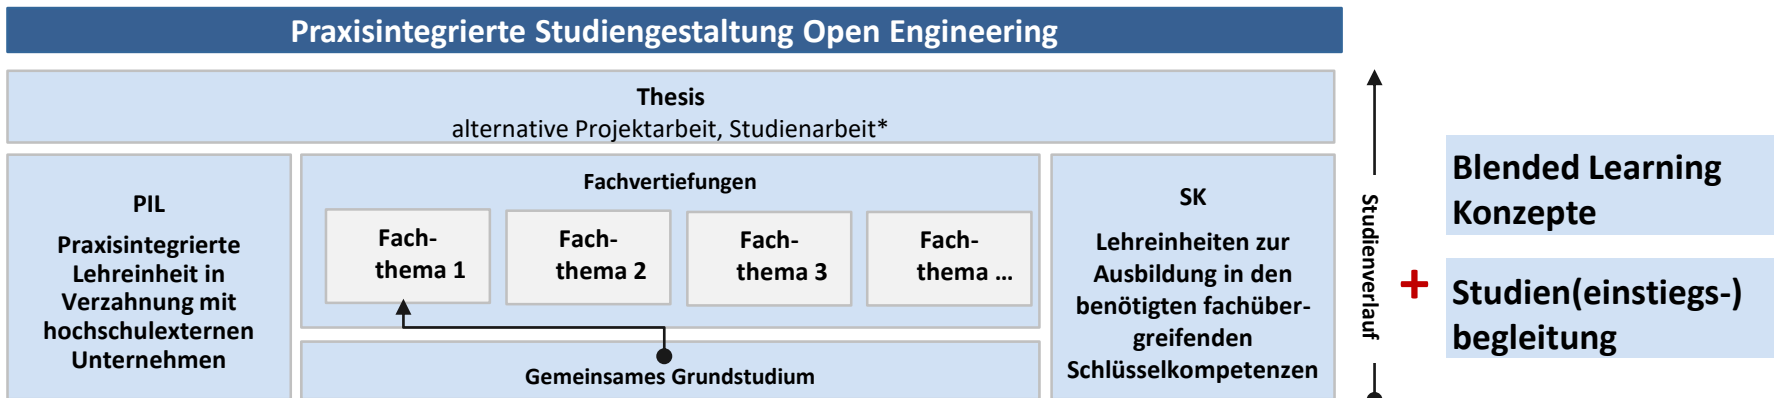 Praxisintegrierte Studiengestaltung Open Engineering
Thesis
alternative Projektarbeit, Studienarbeit*
PIL
Praxisintegrierte
Lehreinheit in
Verzahnung mit
hochschulexternen
Unternehmen
Fachvertiefungen
Fach-
thema 1
Fach-
thema 2
Fach-
thema 3
Fach-
thema ...
Gemeinsames Grundstudium
SK
Lehreinheiten zur
Ausbildung in den
benötigten fachüber-
greifenden
Schlüsselkompetenzen
Studienverlauf
+
Blended Learning
Konzepte
Studien(einstiegs-)
begleitung